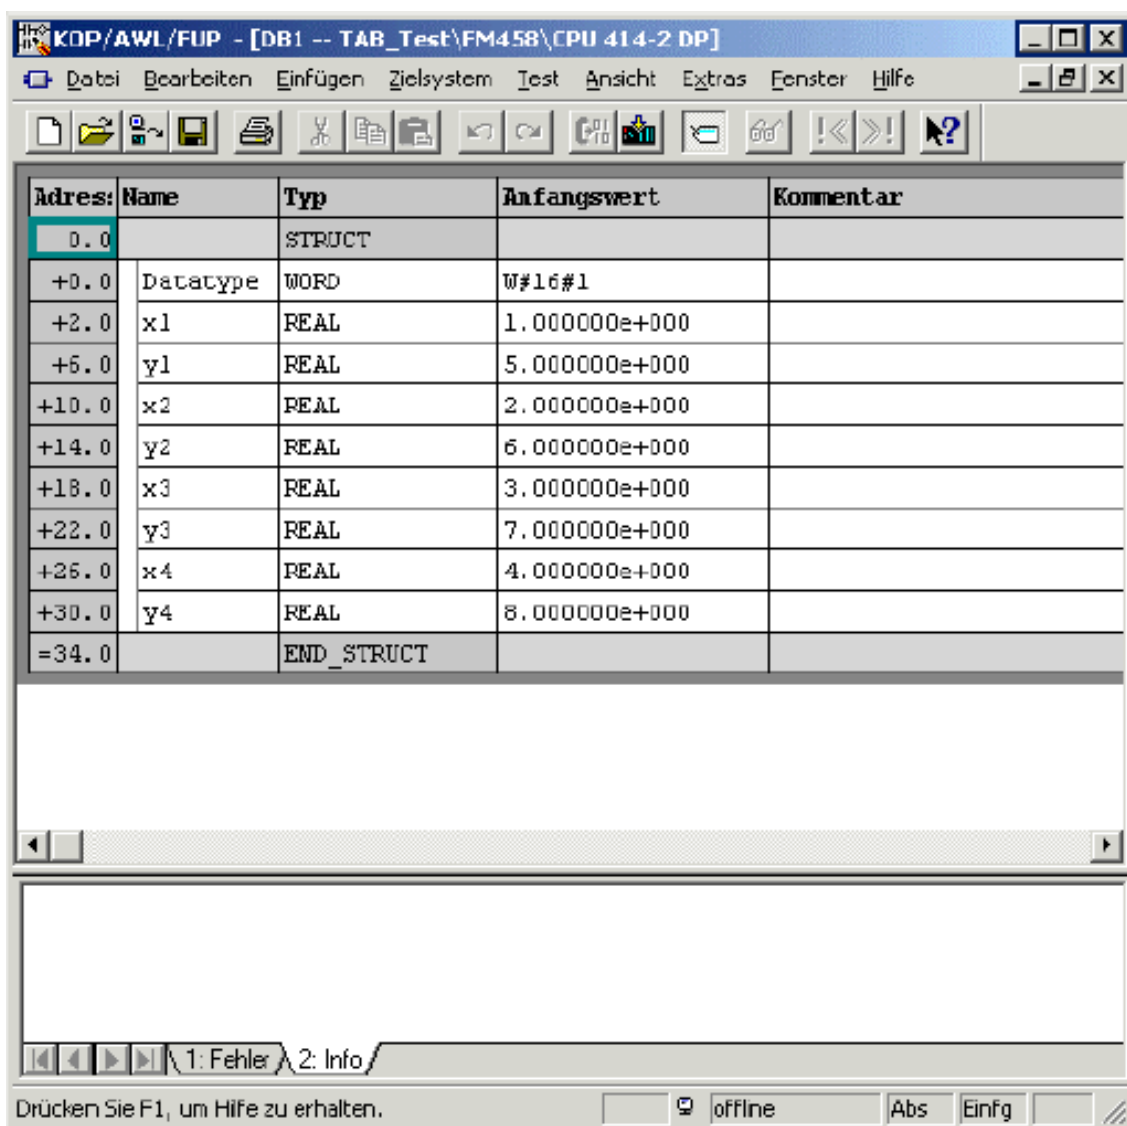 KOP/AWL/FUP - [DB1 -- TAB_Test\FM458\CPU 414-2 DP]
Datei Bearbeiten Einfügen Zielsystem Test Ansicht Extras Fenster Hilfe
Adres: Name Typ Anfangswert Kommentar
0.0 STRUCT
+0.0 Datatype WORD W#16#1
+2.0 x1 REAL 1.000000e+000
+6.0 y1 REAL 5.000000e+000
+10.0 x2 REAL 2.000000e+000
+14.0 y2 REAL 6.000000e+000
+18.0 x3 REAL 3.000000e+000
+22.0 y3 REAL 7.000000e+000
+26.0 x4 REAL 4.000000e+000
+30.0 y4 REAL 8.000000e+000
=34.0 END_STRUCT
1: Fehler 2: Info
Drücken Sie F1, um Hilfe zu erhalten. offline Abs Einfg